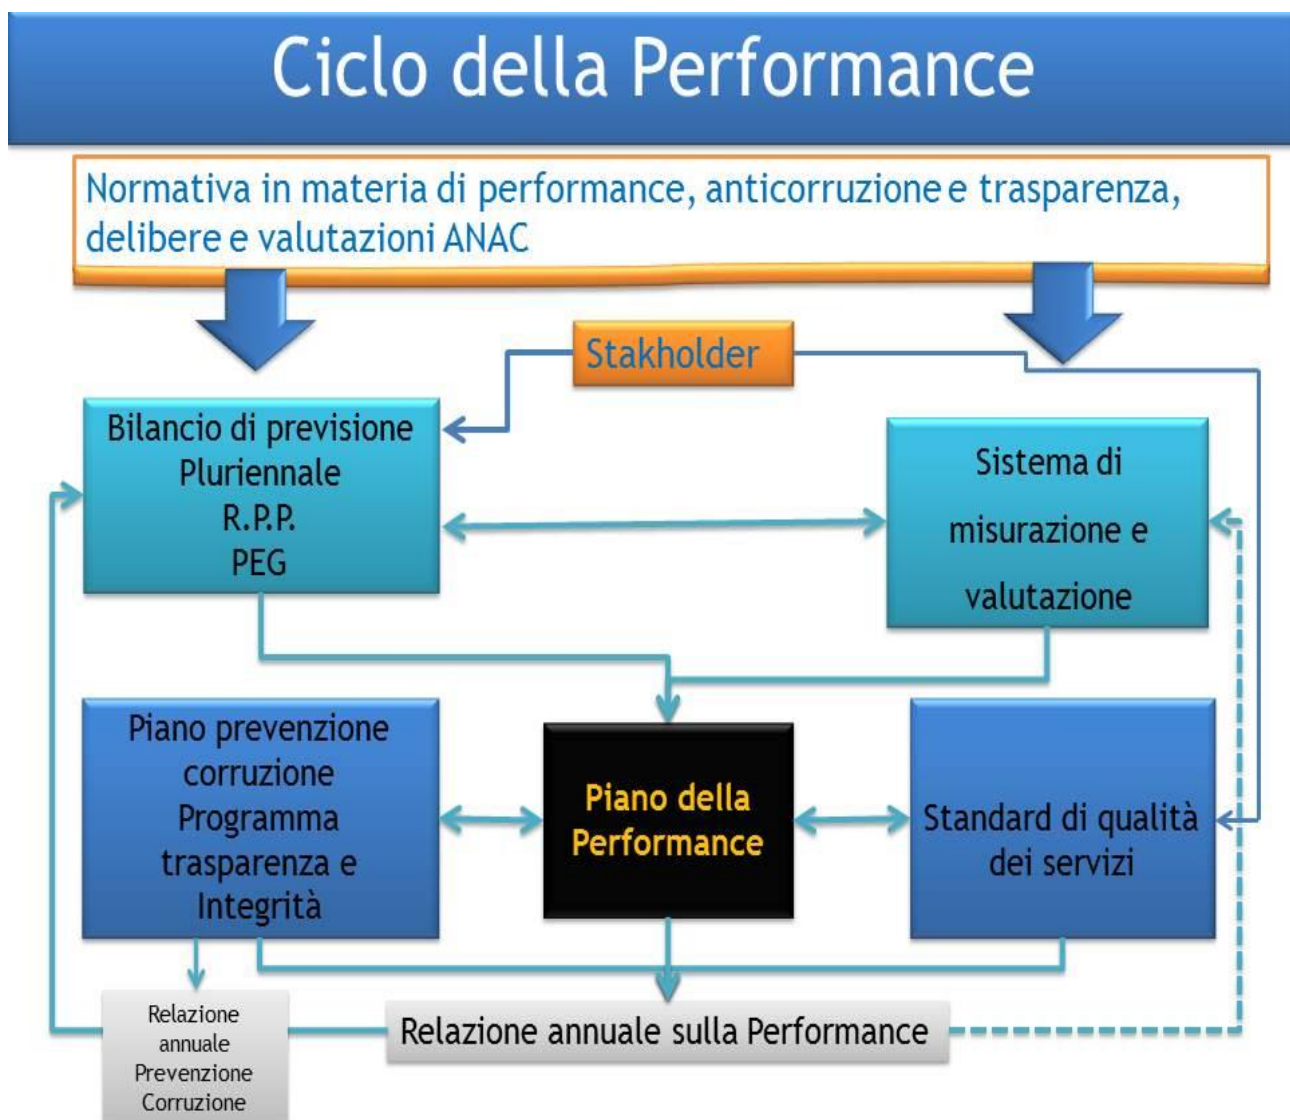 Ciclo della Performance
Normativa in materia di performance, anticorruzione e trasparenza,
delibere e valutazioni ANAC
Stakholder
Bilancio di previsione
Pluriennale
R.P.P.
PEG
Sistema di
misurazione e
valutazione
Piano prevenzione
corruzione
Programma
trasparenza e
Integrità
Piano della
Performance
Standard di qualità
dei servizi
Relazione
annuale
Prevenzione
Corruzione
Relazione annuale sulla Performance